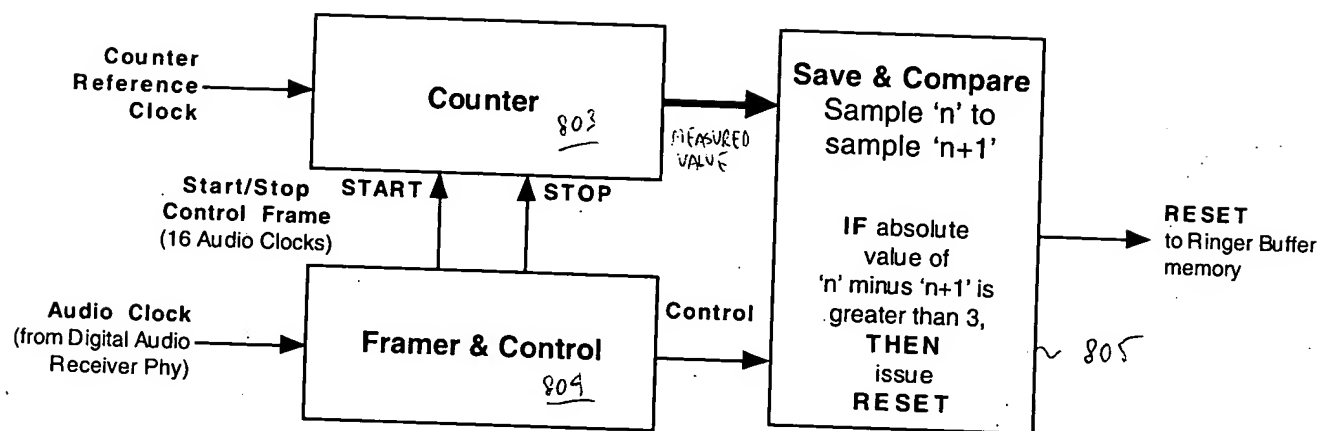 Counter
Reference
Clock
Counter
803
MEASURED
VALUE
Save & Compare
Sample 'n' to
sample 'n+1'
IF absolute
value of
'n' minus 'n+1' is
greater than 3,
THEN
issue
RESET
805
RESET
to Ringer Buffer
memory
Start/Stop
Control Frame
(16 Audio Clocks)
START
STOP
Audio Clock
(from Digital Audio
Receiver Phy)
Framer & Control
804
Control